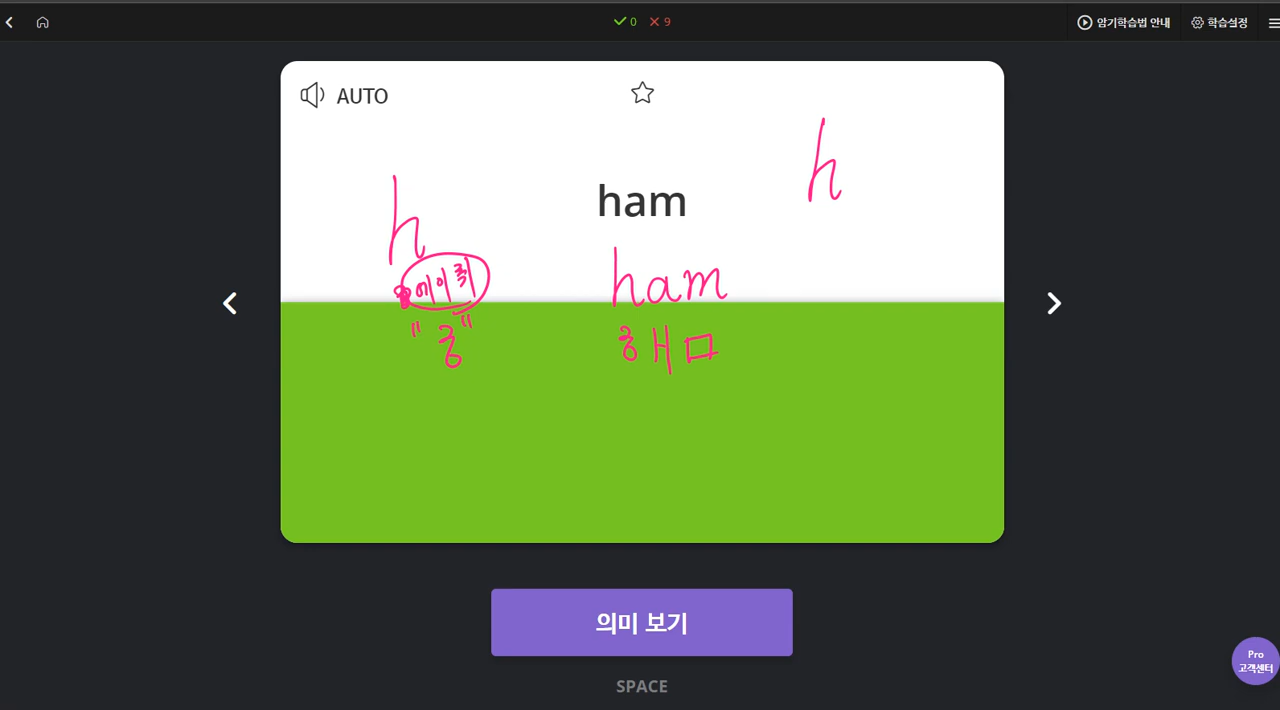 0 9 암기학습법 안내 학습설정
AUTO
ham
h
h
ham
에이취
"ㅎ"
ㅎㅐㅁ
의미 보기
SPACE
Pro
고객센터